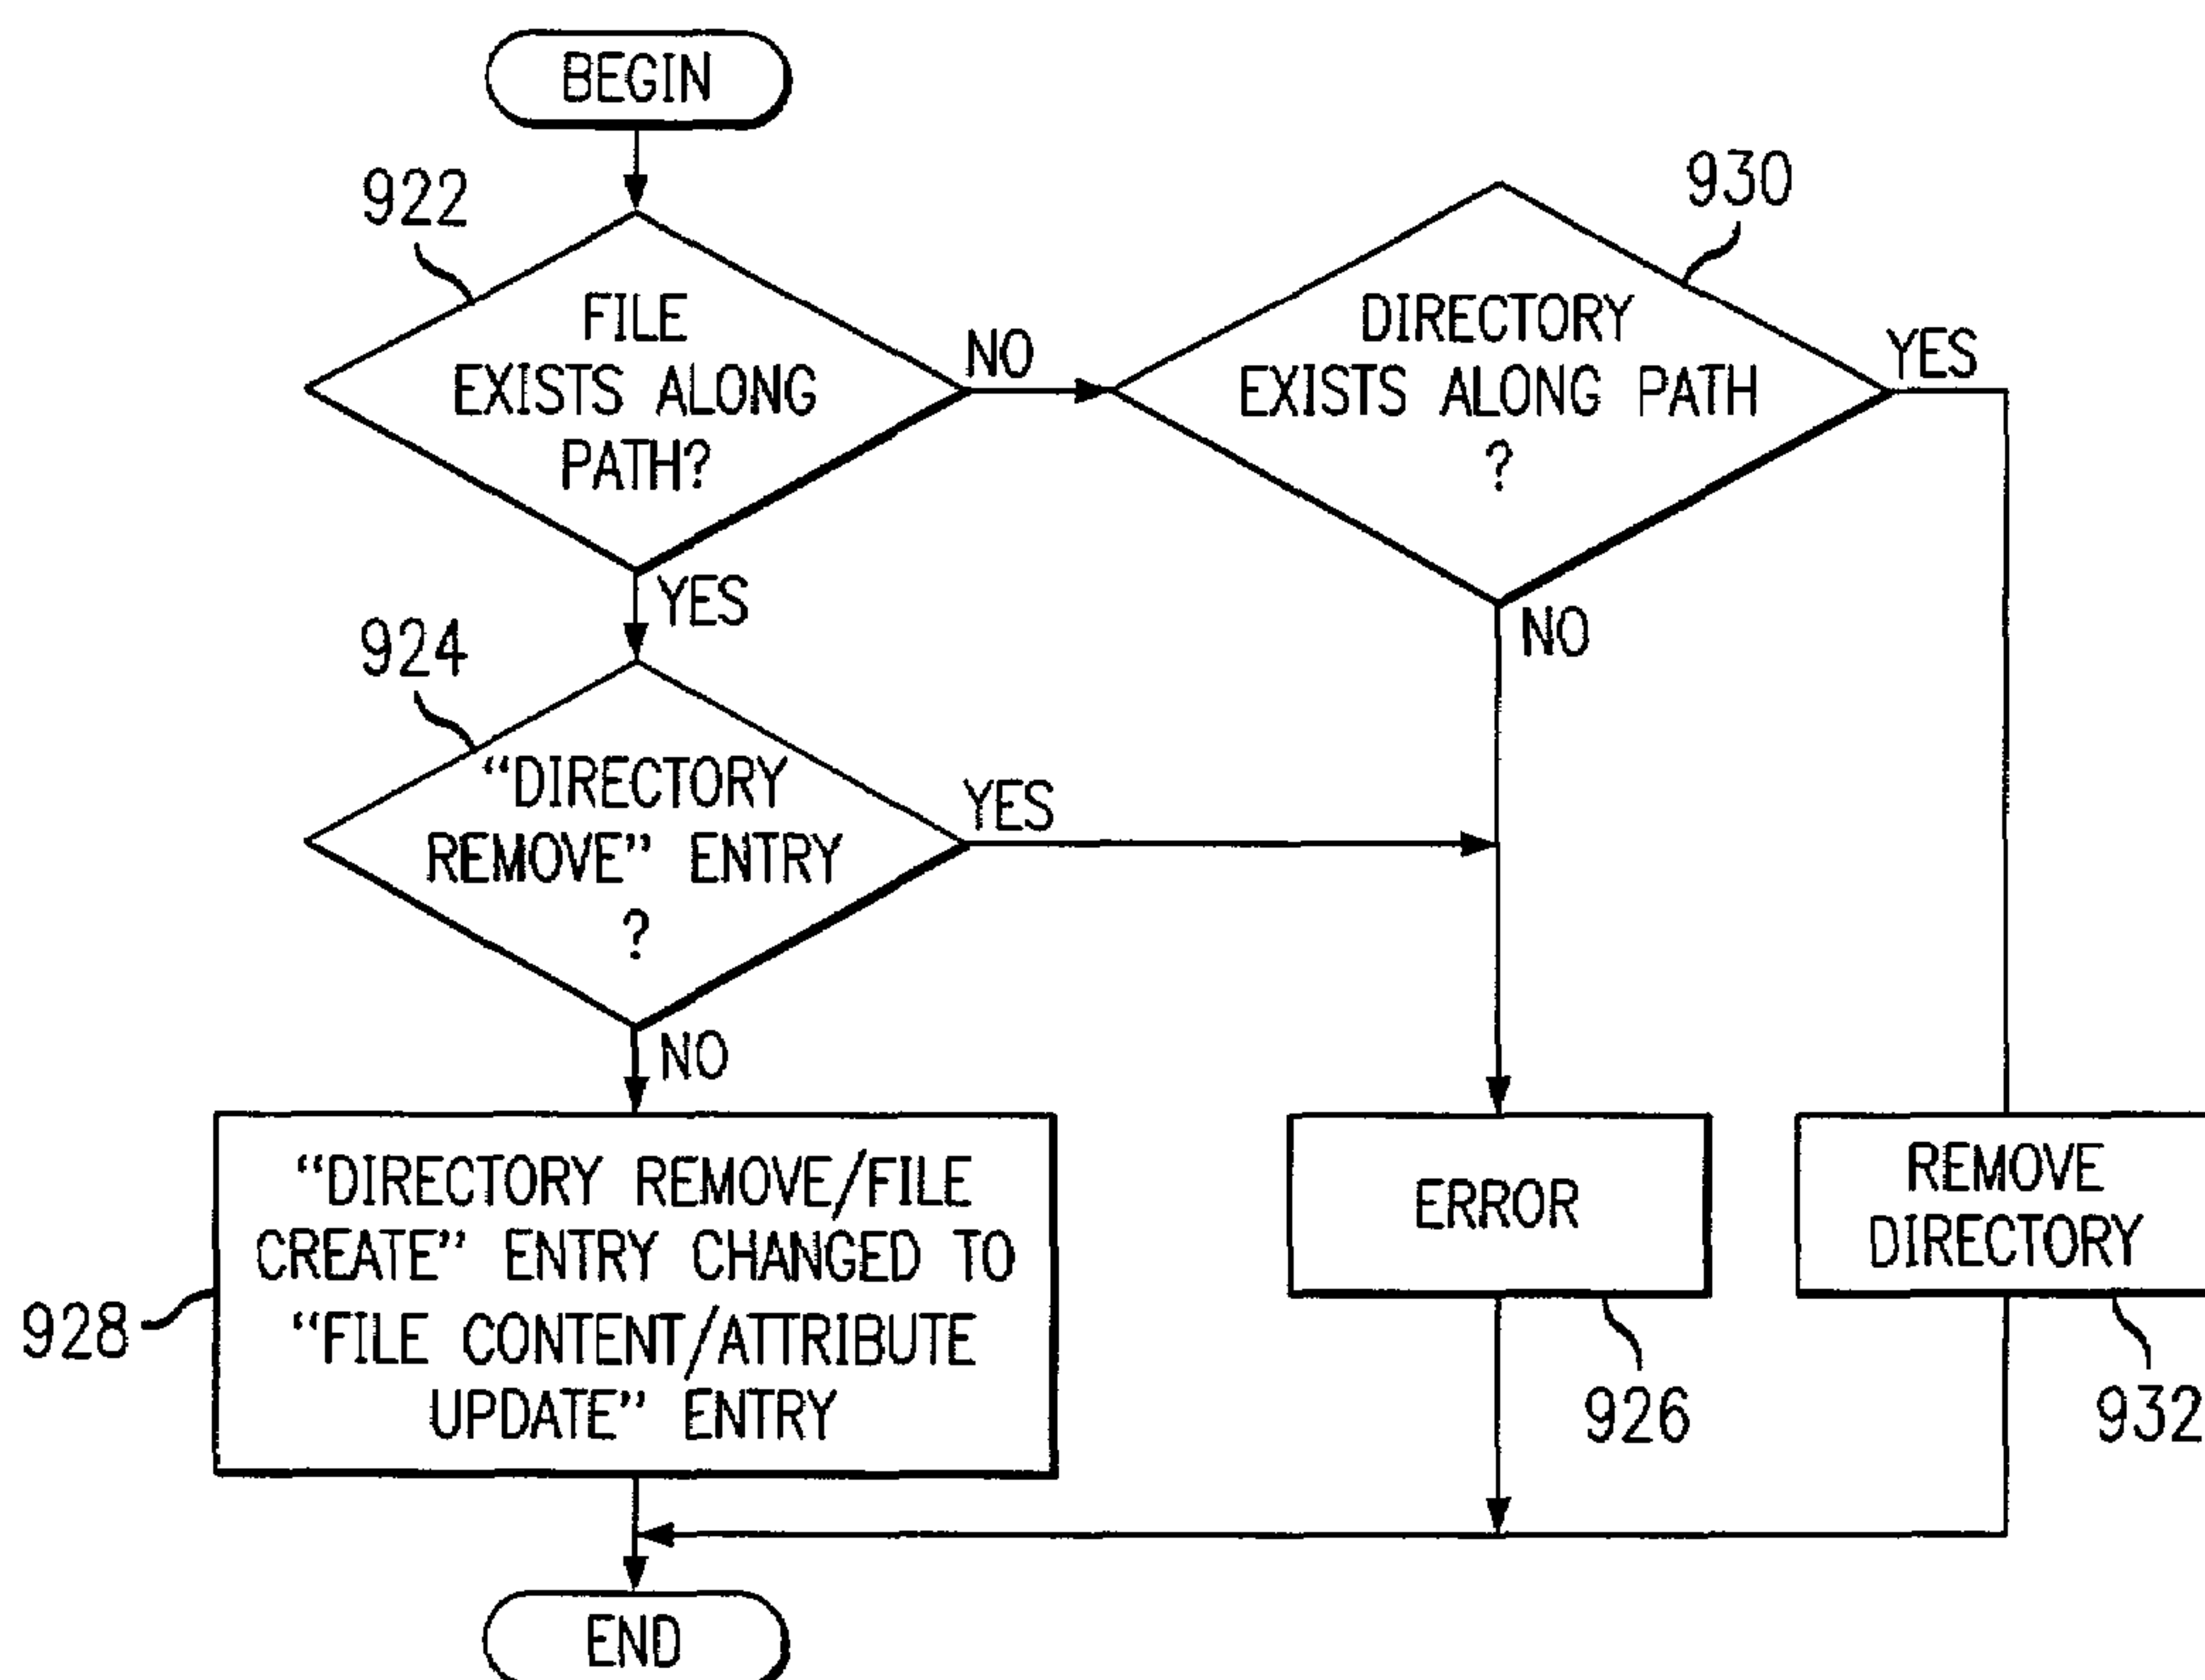 BEGIN
922
FILE
EXISTS ALONG
PATH?
NO
930
DIRECTORY
EXISTS ALONG PATH
?
YES
YES
NO
924
“DIRECTORY
REMOVE” ENTRY
?
YES
NO
“DIRECTORY REMOVE/FILE
CREATE” ENTRY CHANGED TO
“FILE CONTENT/ATTRIBUTE
UPDATE” ENTRY
928
ERROR
926
REMOVE
DIRECTORY
932
END